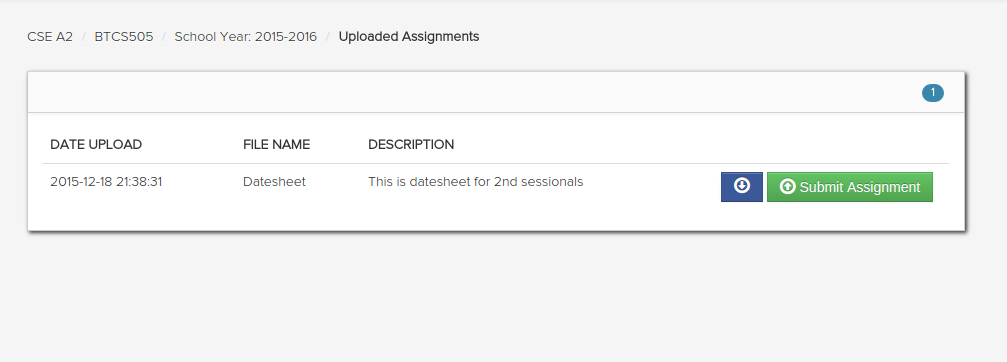 CSE A2 / BTCS505 / School Year: 2015-2016 / Uploaded Assignments
1
DATE UPLOAD FILE NAME DESCRIPTION
2015-12-18 21:38:31 Datesheet This is datesheet for 2nd sessionals Submit Assignment